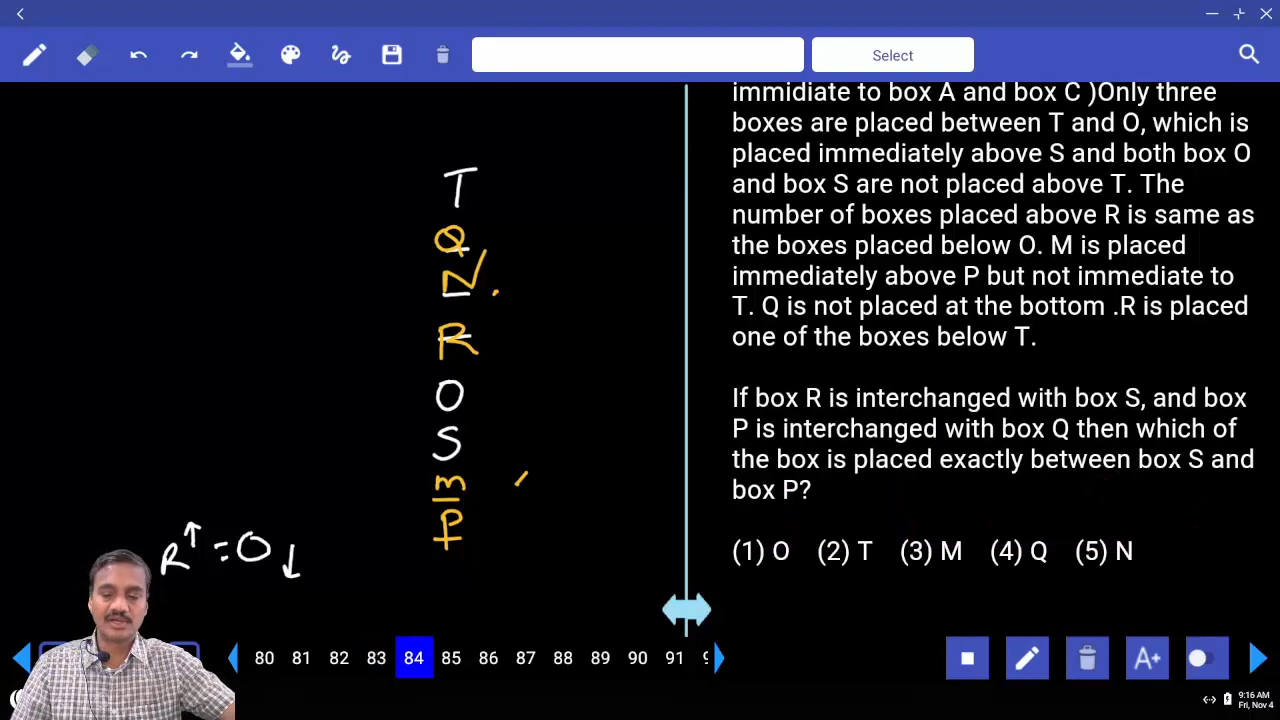 Select
immidiate to box A and box C )Only three
boxes are placed between T and O, which is
placed immediately above S and both box O
and box S are not placed above T. The
number of boxes placed above R is same as
the boxes placed below O. M is placed
immediately above P but not immediate to
T. Q is not placed at the bottom .R is placed
one of the boxes below T.
If box R is interchanged with box S, and box
P is interchanged with box Q then which of
the box is placed exactly between box S and
box P?
(1) O (2) T (3) M (4) Q (5) N
T
Q
N
R
O
S
m
P
R↑ = O↓
80 81 82 83 84 85 86 87 88 89 90 91
A+
9:16 AM
Fri, Nov 4